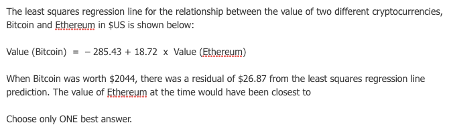 The least squares regression line for the relationship between the value of two different cryptocurrencies,
Bitcoin and Ethereum in $US is shown below:
Value (Bitcoin) = - 285.43 + 18.72 x Value (Ethereum)
When Bitcoin was worth $2044, there was a residual of $26.87 from the least squares regression line
prediction. The value of Ethereum at the time would have been closest to
Choose only ONE best answer.